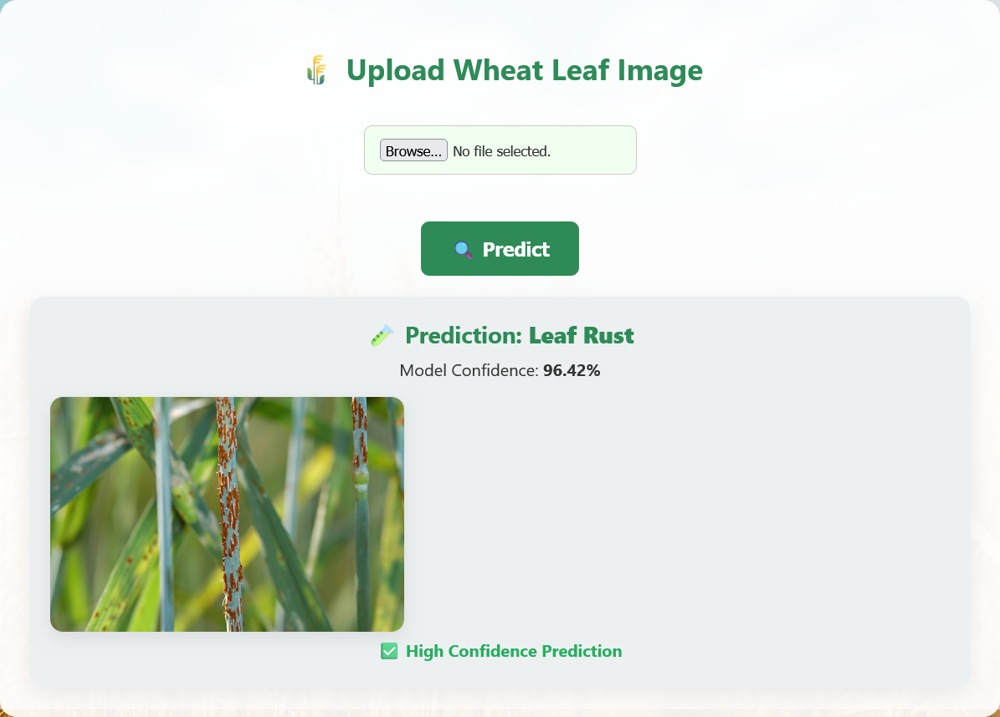 Upload Wheat Leaf Image
Browse... No file selected.
Predict
Prediction: Leaf Rust
Model Confidence: 96.42%
High Confidence Prediction